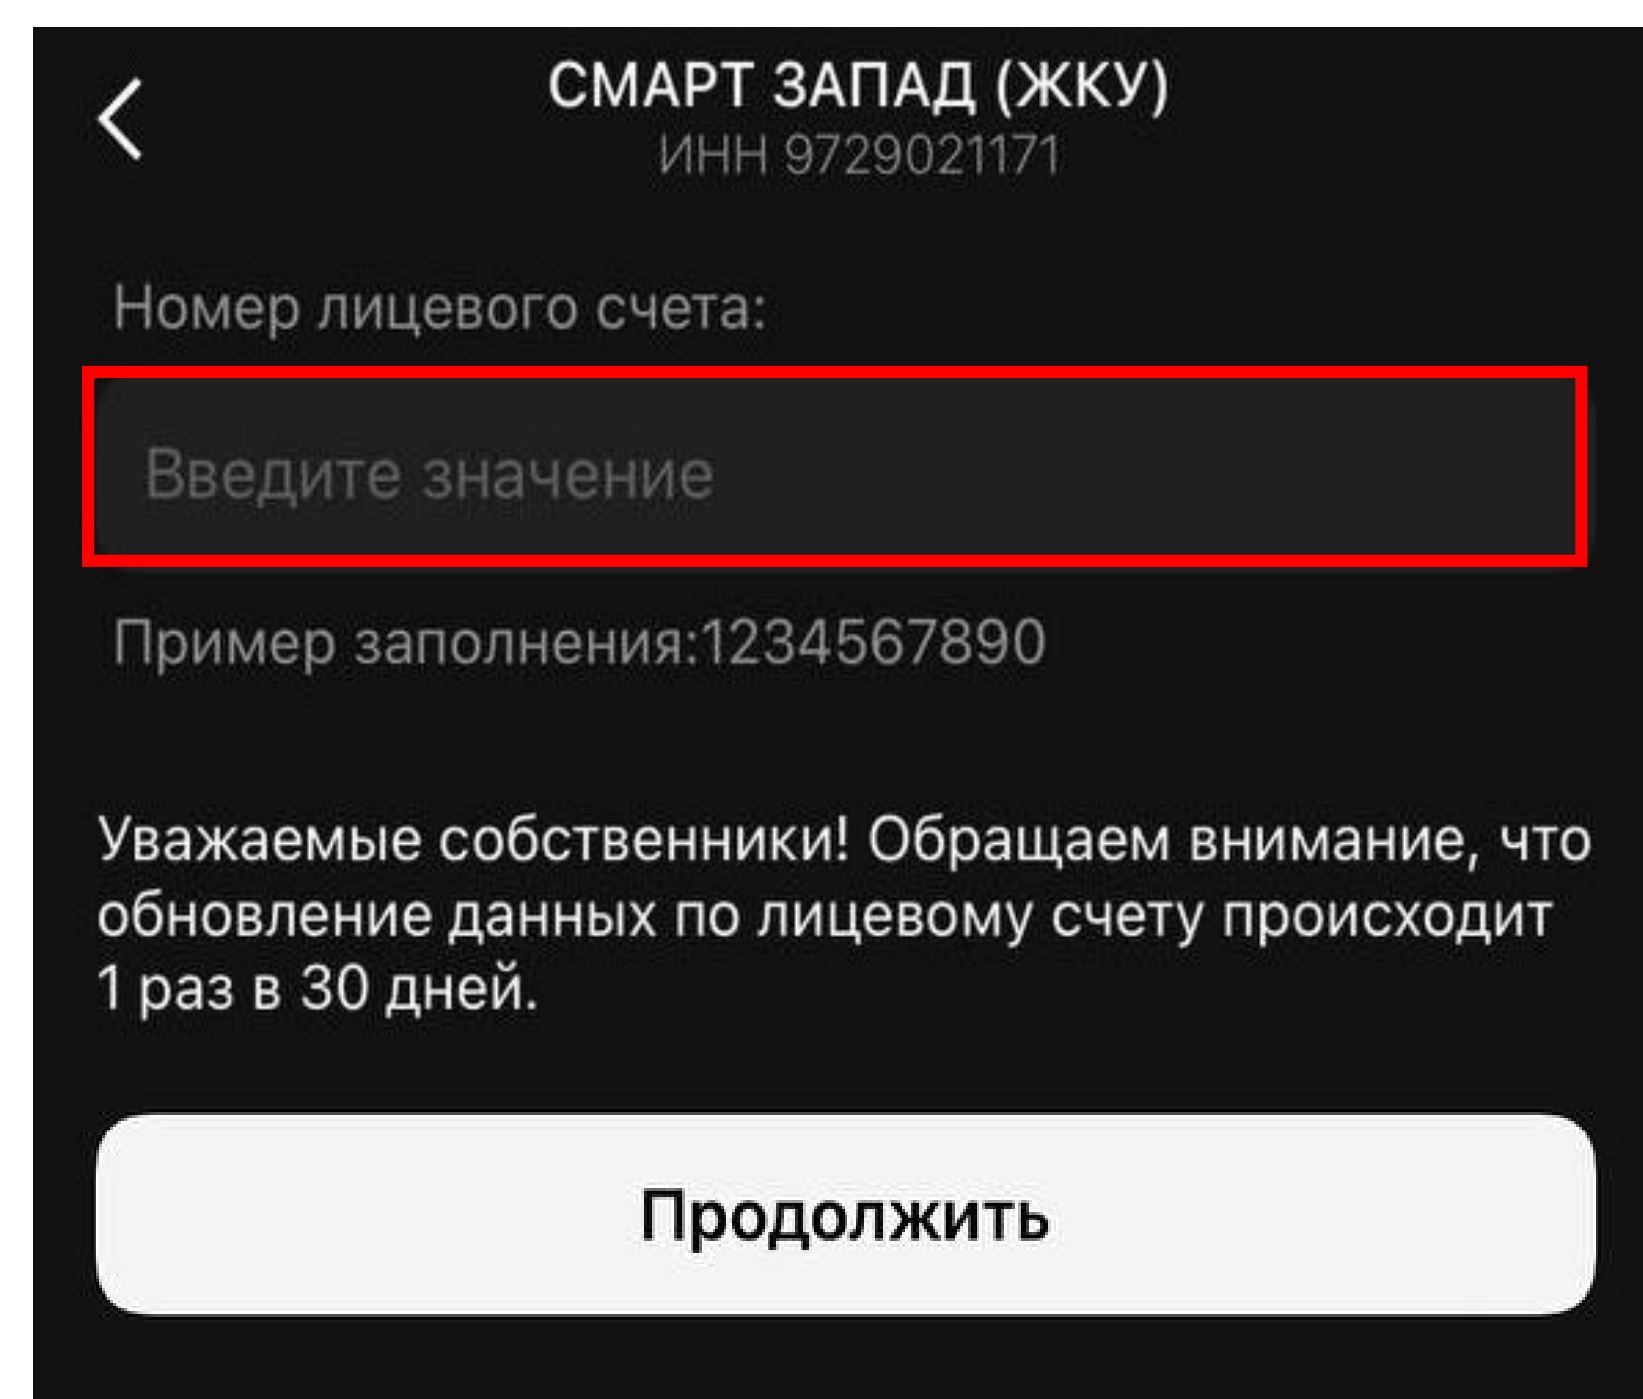 СМАРТ ЗАПАД (ЖКУ)
ИНН 9729021171
Номер лицевого счета:
Введите значение
Пример заполнения:1234567890
Уважаемые собственники! Обращаем внимание, что
обновление данных по лицевому счету происходит
1 раз в 30 дней.
Продолжить